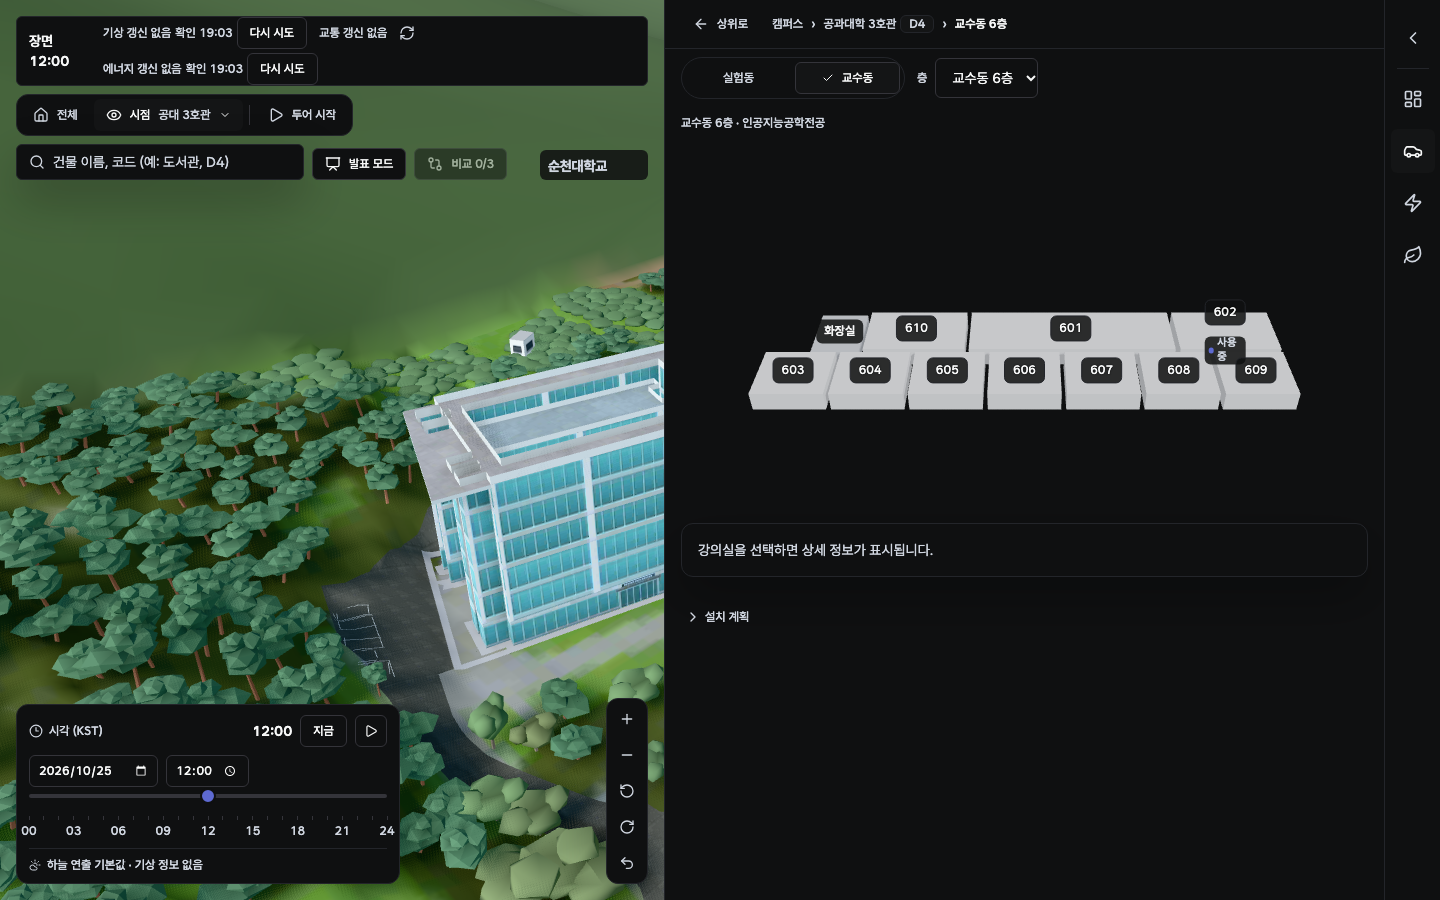 장면
12:00
기상 갱신 없음 확인 19:03 다시 시도 교통 갱신 없음
에너지 갱신 없음 확인 19:03 다시 시도
전체 시점 공대 3호관 투어 시작
건물 이름, 코드 (예: 도서관, D4) 발표 모드 비교 0/3 순천대학교
시각 (KST) 12:00 지금
2026/10/25 12:00
00 03 06 09 12 15 18 21 24
하늘 연출 기본값 · 기상 정보 없음
상위로 캠퍼스 › 공과대학 3호관 D4 › 교수동 6층
실험동 교수동 층 교수동 6층
교수동 6층 · 인공지능공학전공
602
화장실 610 601
사용
중
603 604 605 606 607 608 609
강의실을 선택하면 상세 정보가 표시됩니다.
설치 계획